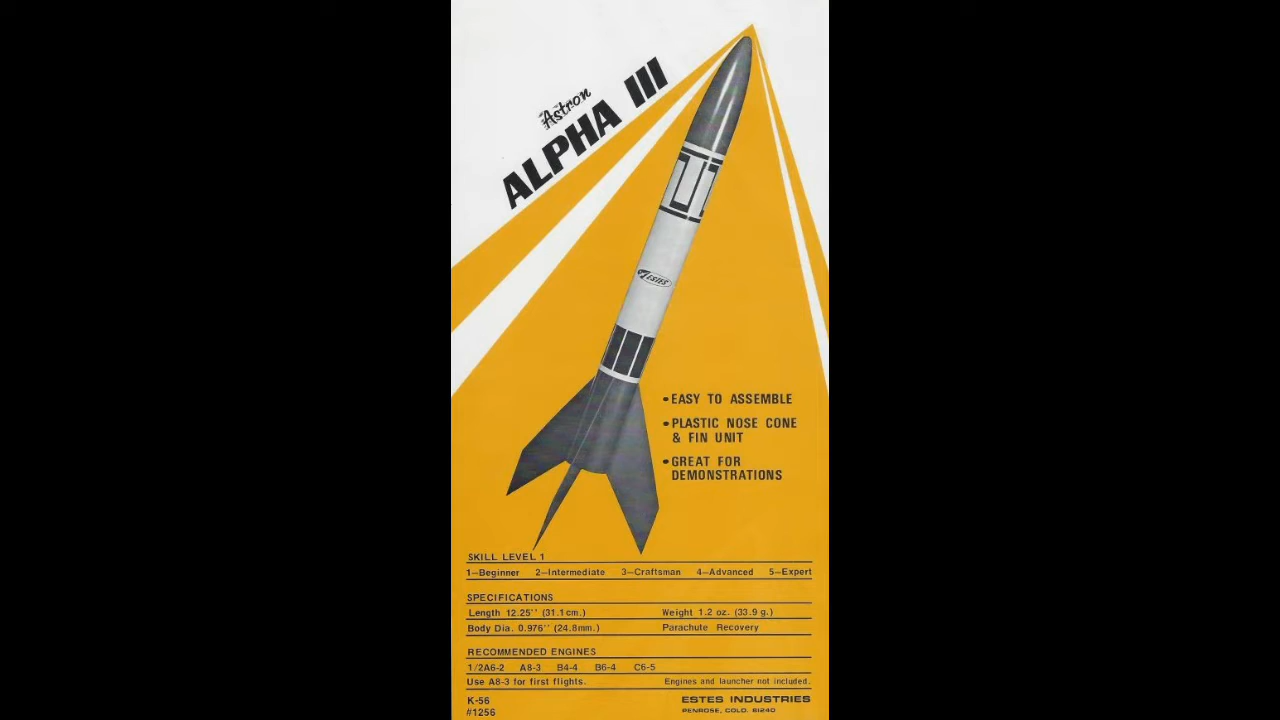 Astron
ALPHA III
ESTES
• EASY TO ASSEMBLE
• PLASTIC NOSE CONE
& FIN UNIT
• GREAT FOR
DEMONSTRATIONS
SKILL LEVEL 1
1—Beginner 2—Intermediate 3—Craftsman 4—Advanced 5—Expert
SPECIFICATIONS
Length 12.25'' (31.1cm.) Weight 1.2 oz. (33.9 g.)
Body Dia. 0.976'' (24.8mm.) Parachute Recovery
RECOMMENDED ENGINES
1/2A6-2 A8-3 B4-4 B6-4 C6-5
Use A8-3 for first flights. Engines and launcher not included.
K-56 ESTES INDUSTRIES
#1256 PENROSE, COLO. 81240